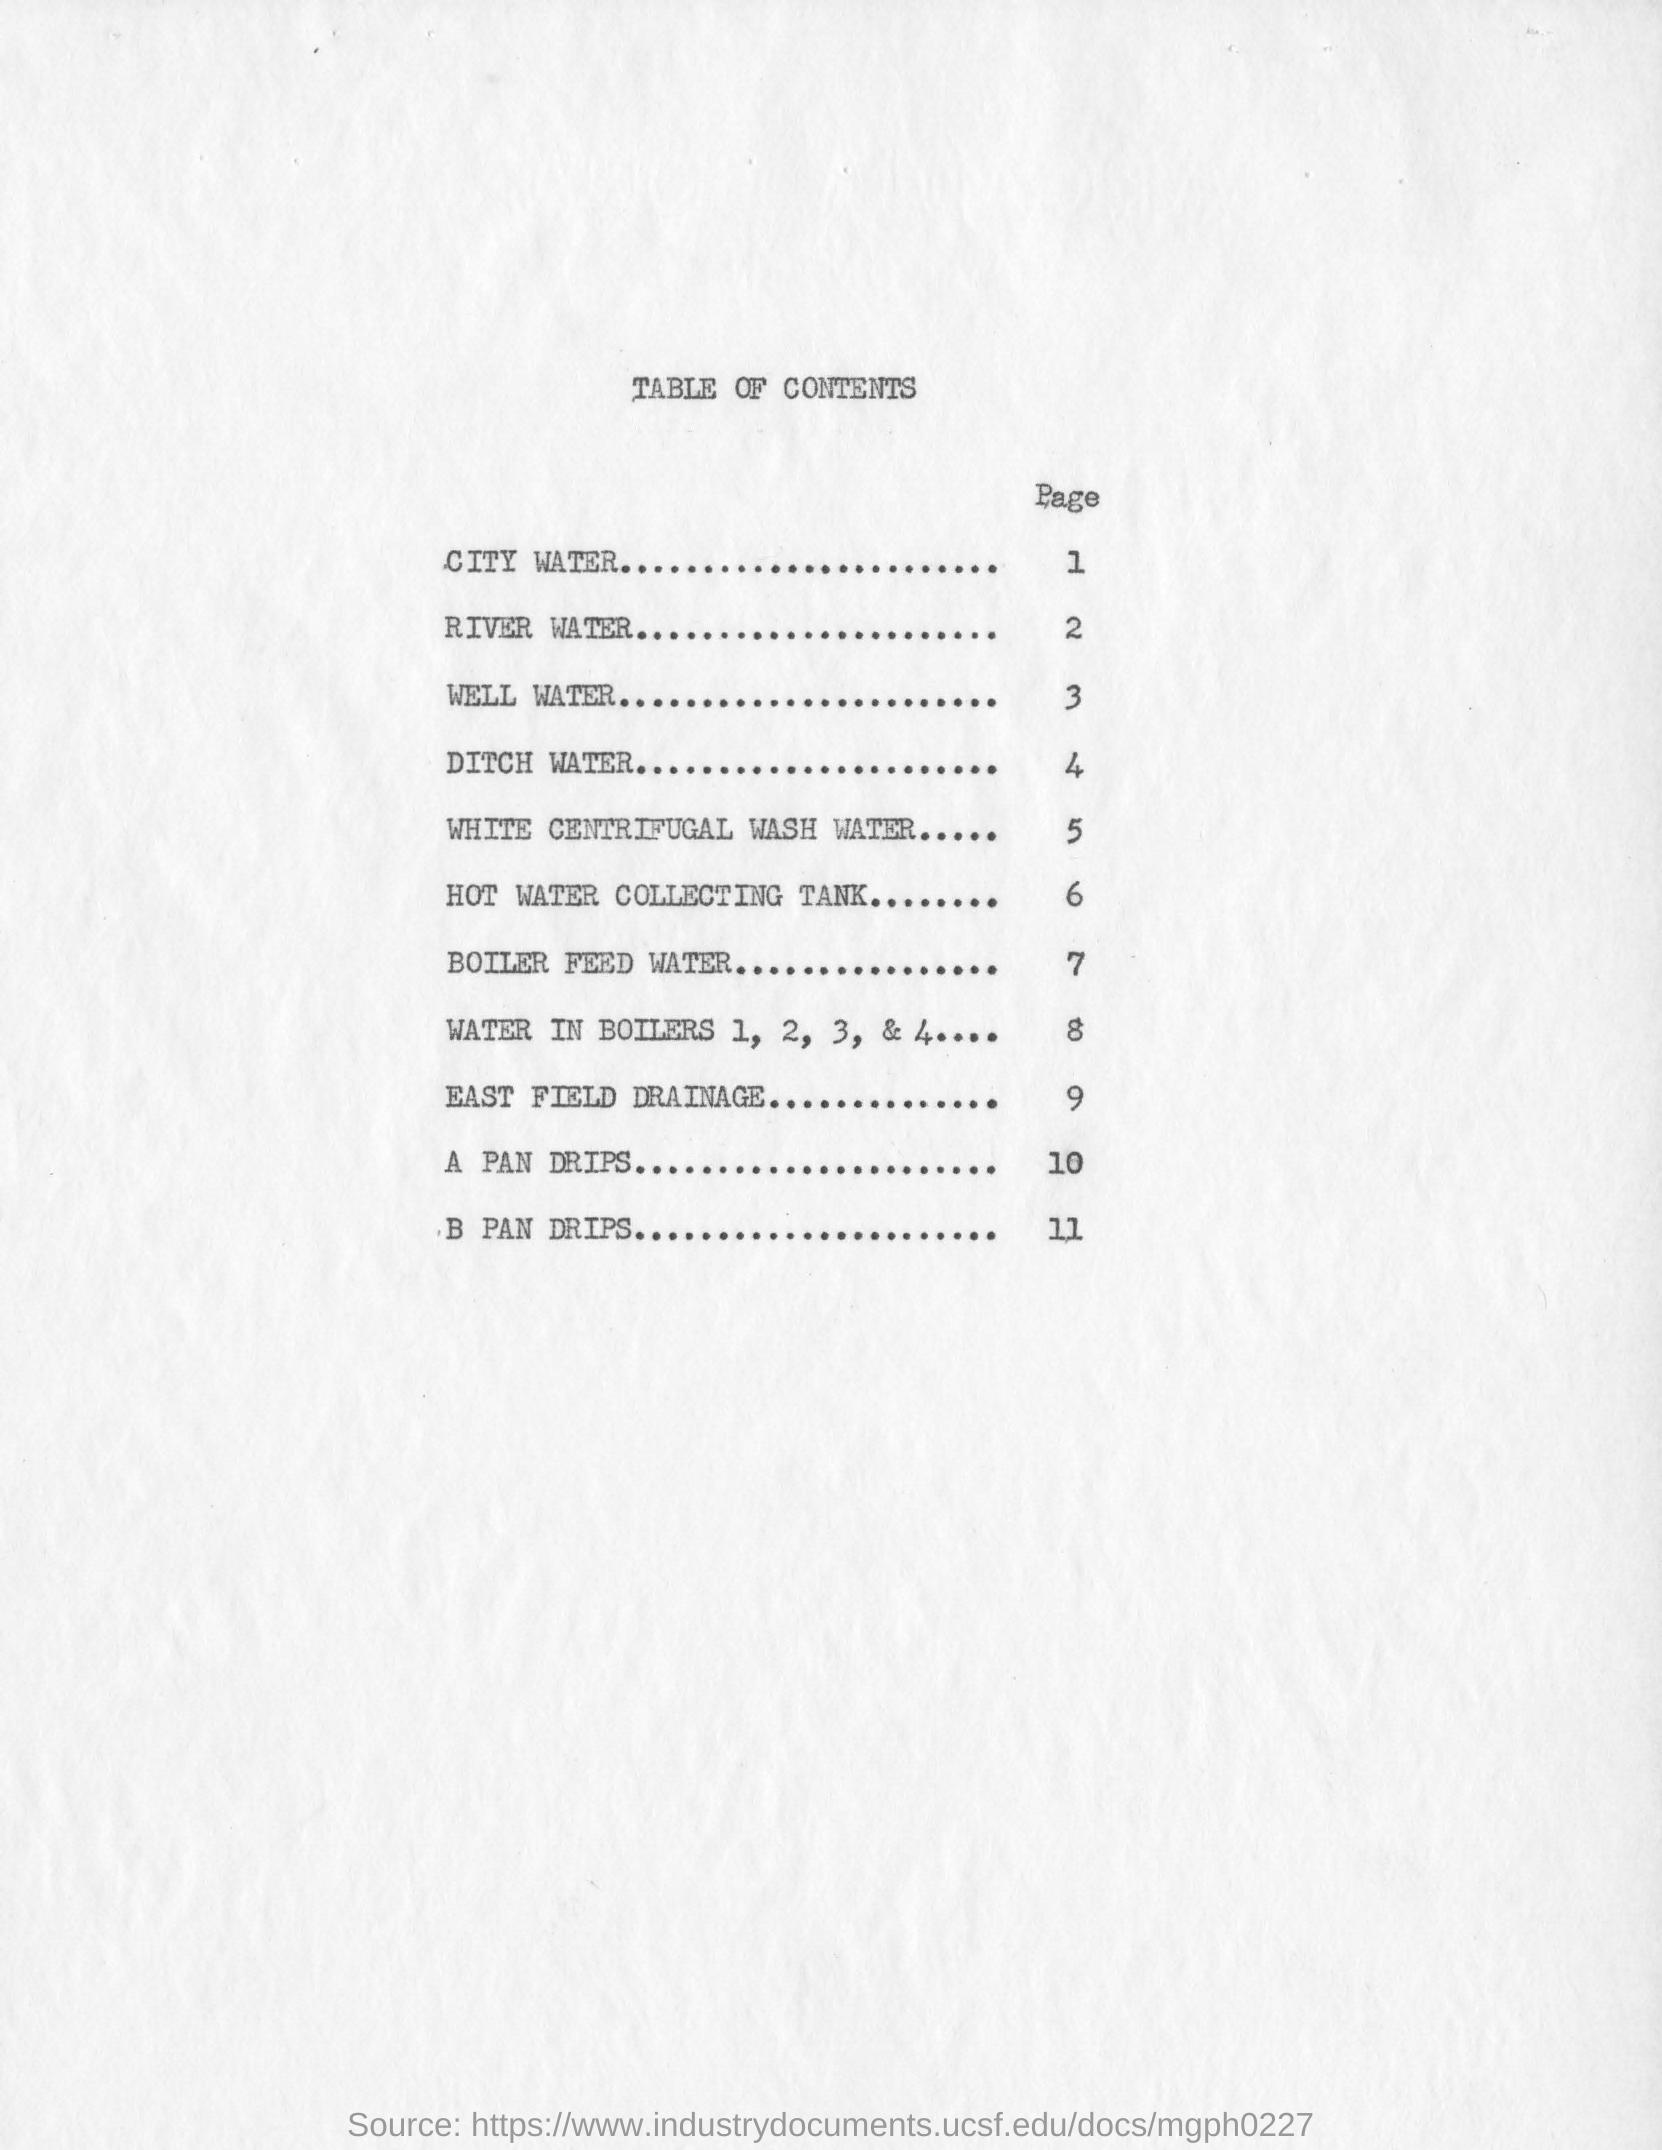 TABLE OF CONTENTS
Page
CITY WATER....................... 1
RIVER WATER...................... 2
WELL WATER....................... 3
DITCH WATER...................... 4
WHITE CENTRIFUGAL WASH WATER..... 5
HOT WATER COLLECTING TANK........ 6
BOILER FEED WATER................ 7
WATER IN BOILERS 1, 2, 3, & 4.... 8
EAST FIELD DRAINAGE.............. 9
A PAN DRIPS...................... 10
B PAN DRIPS...................... 11
Source: https://www.industrydocuments.ucsf.edu/docs/mgph0227